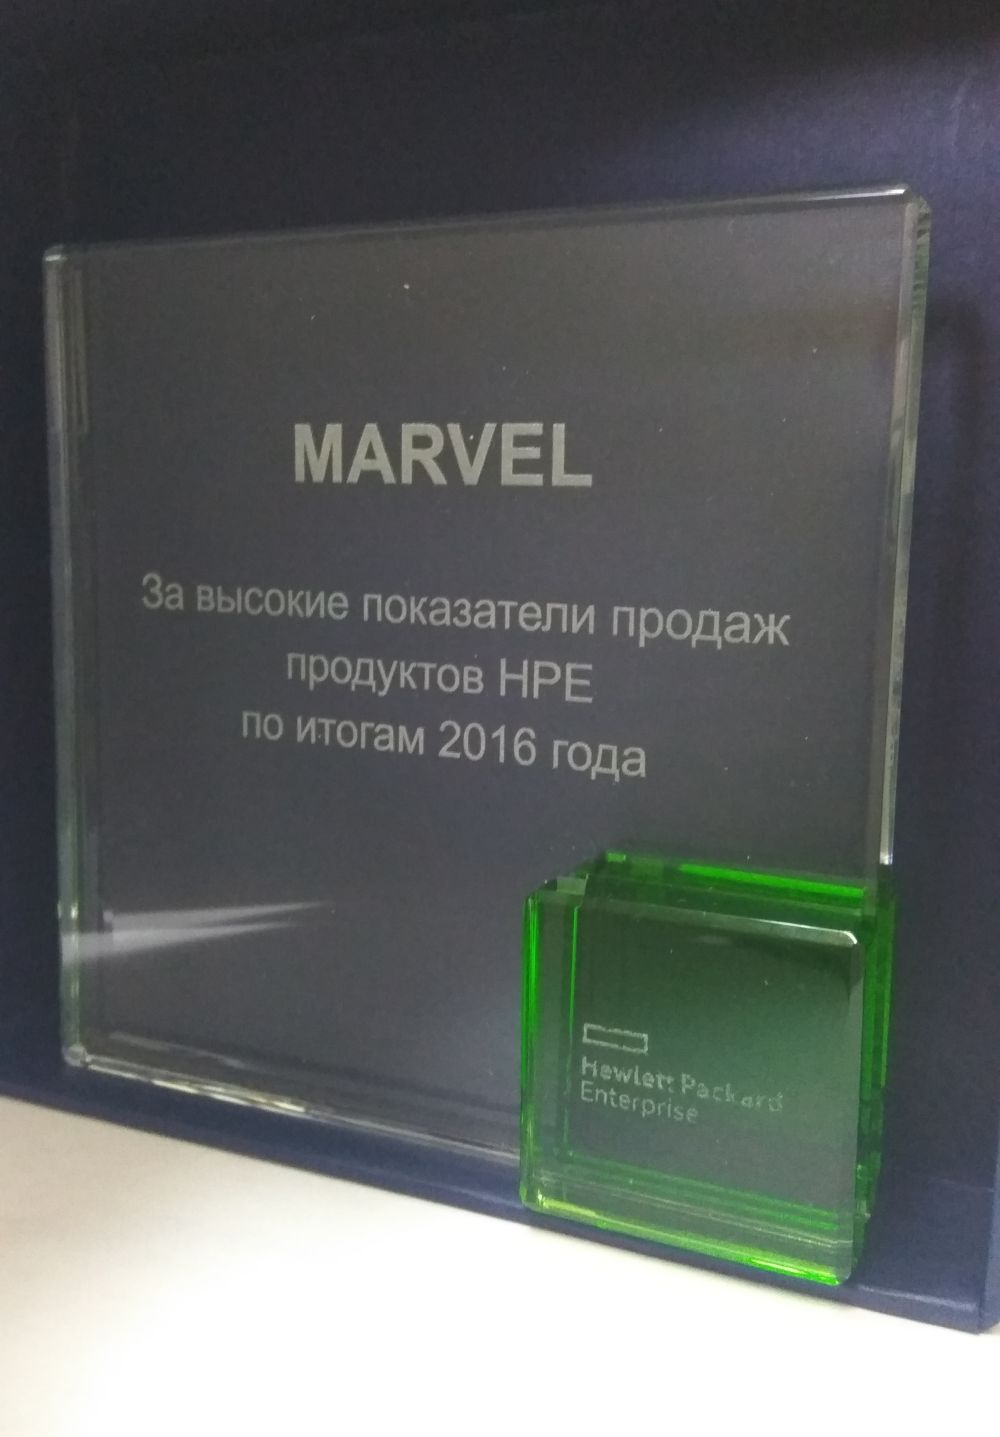 MARVEL
За высокие показатели продаж
продуктов HPE
по итогам 2016 года
Hewlett Packard
Enterprise